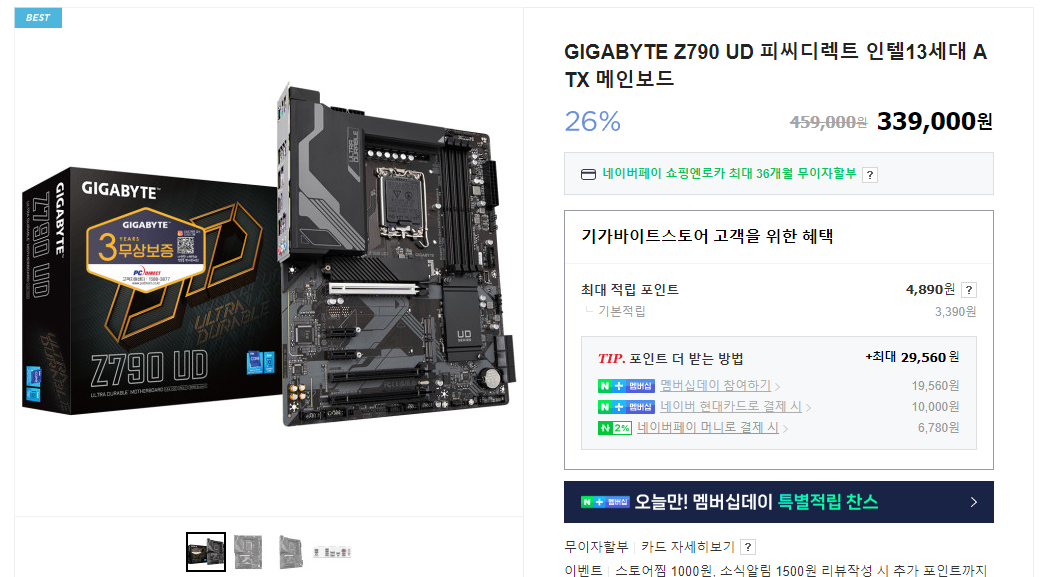 BEST
GIGABYTE Z790 UD 피씨디렉트 인텔13세대 A
TX 메인보드
26%
459,000원 339,000원
네이버페이 쇼핑엔로카 최대 36개월 무이자할부 ?
기가바이트스토어 고객을 위한 혜택
최대 적립 포인트 4,890원 ?
기본적립 3,390원
TIP. 포인트 더 받는 방법 +최대 29,560원
N + 멤버십 멤버십데이 참여하기 19,560원
N + 멤버십 네이버 현대카드로 결제 시 10,000원
N 2% 네이버페이 머니로 결제 시 6,780원
N + 멤버십 오늘만! 멤버십데이 특별적립 찬스
무이자할부 카드 자세히보기 ?
이벤트 스토어찜 1000원, 소식알림 1500원 리뷰작성 시 추가 포인트까지
GIGABYTE
GIGABYTE
Z790 UD
GIGABYTE
3 YEARS 무상보증
PC DIRECT
ULTRA
DURABLE
Z790 UD
ULTRA DURABLE MOTHERBOARD
ULTRA DURABLE
UD